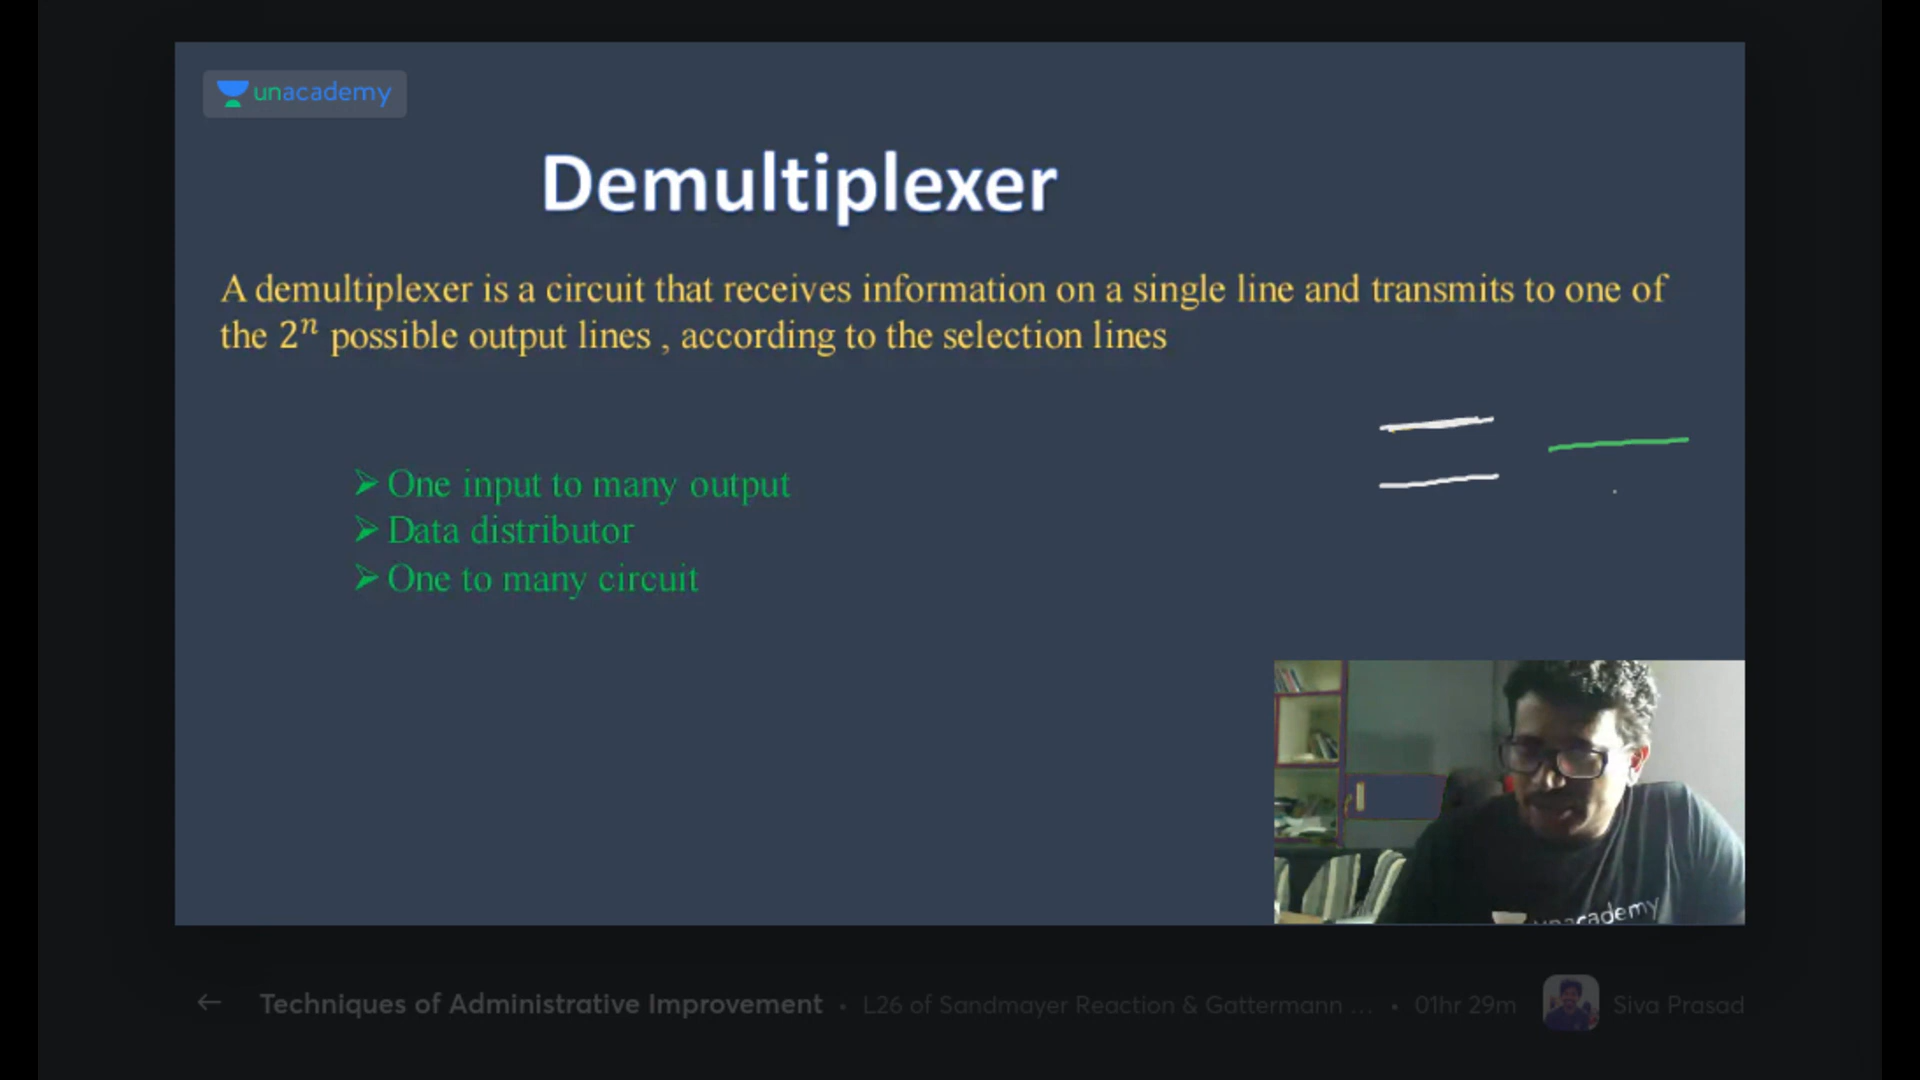 unacademy
Demultiplexer
A demultiplexer is a circuit that receives information on a single line and transmits to one of
the 2ⁿ possible output lines , according to the selection lines
➢ One input to many output
➢ Data distributor
➢ One to many circuit
unacademy
Techniques of Administrative Improvement • L26 of Sandmayer Reaction & Gattermann ... • 01hr 29m Siva Prasad